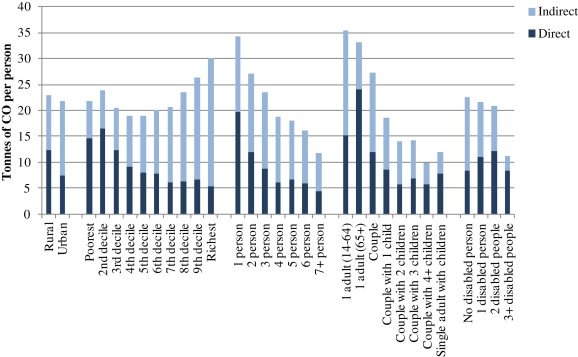 40
35
30
25
20
15
10
5
0
Tonnes of CO per person
Indirect
Direct
Rural
Urban
Poorest
2nd decile
3rd decile
4th decile
5th decile
6th decile
7th decile
8th decile
9th decile
Richest
1 person
2 person
3 person
4 person
5 person
6 person
7+ person
1 adult (14-64)
1 adult (65+)
Couple
Couple with 1 child
Couple with 2 children
Couple with 3 children
Couple with 4+ children
Single adult with children
No disabled person
1 disabled person
2 disabled people
3+ disabled people